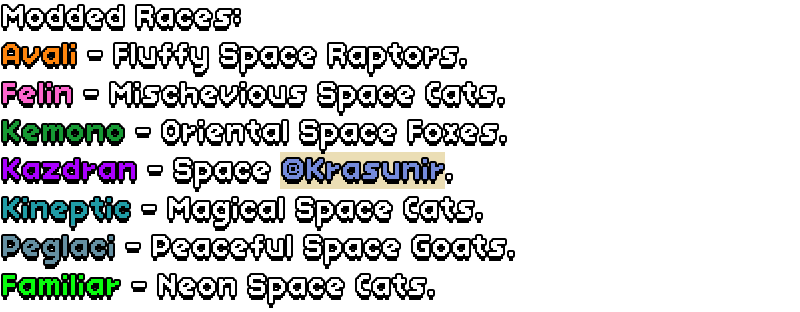 Modded Races:
Avali - Fluffy Space Raptors.
Felin - Mischevious Space Cats.
Kemono - Oriental Space Foxes.
Kazdran - Space @Krasunir.
Kineptic - Magical Space Cats.
Peglaci - Peaceful Space Goats.
Familiar - Neon Space Cats.